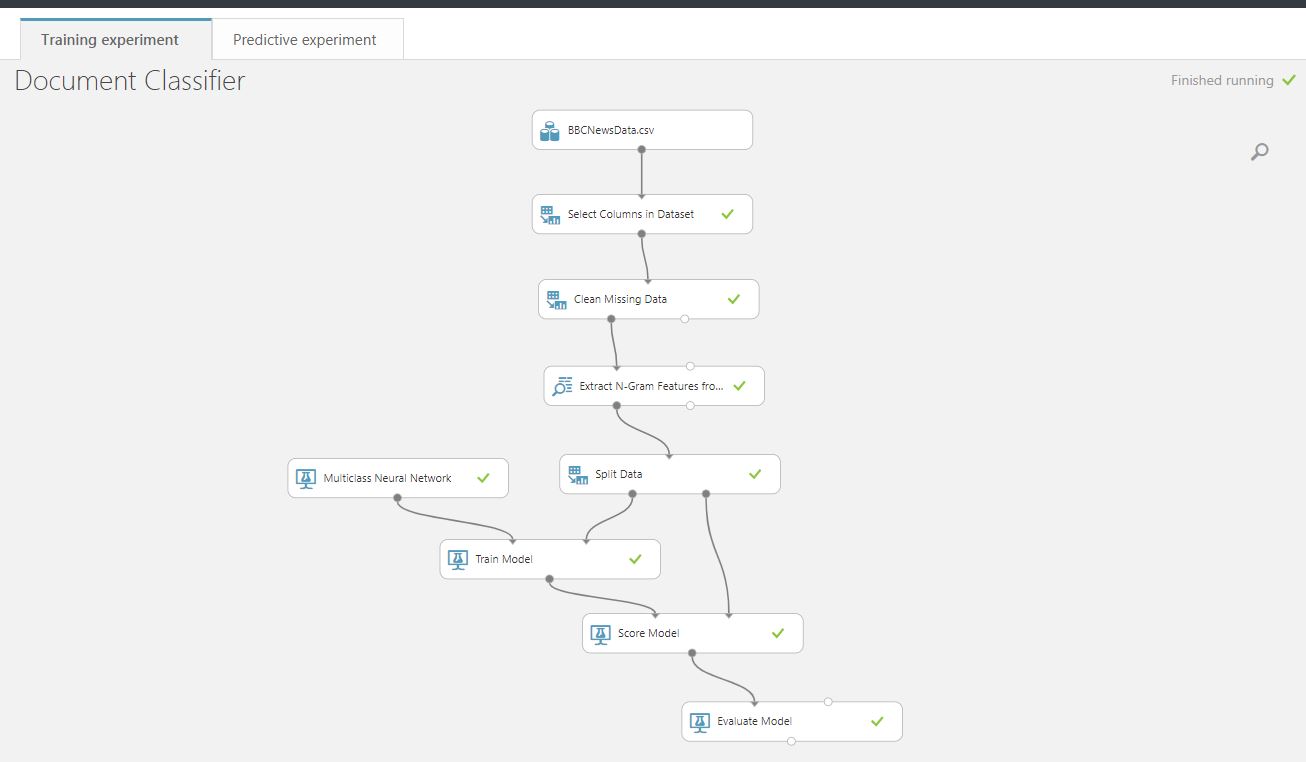 Training experiment
Predictive experiment
Document Classifier
Finished running
BBCNewsData.csv
Select Columns in Dataset
Clean Missing Data
Extract N-Gram Features fro...
Multiclass Neural Network
Split Data
Train Model
Score Model
Evaluate Model